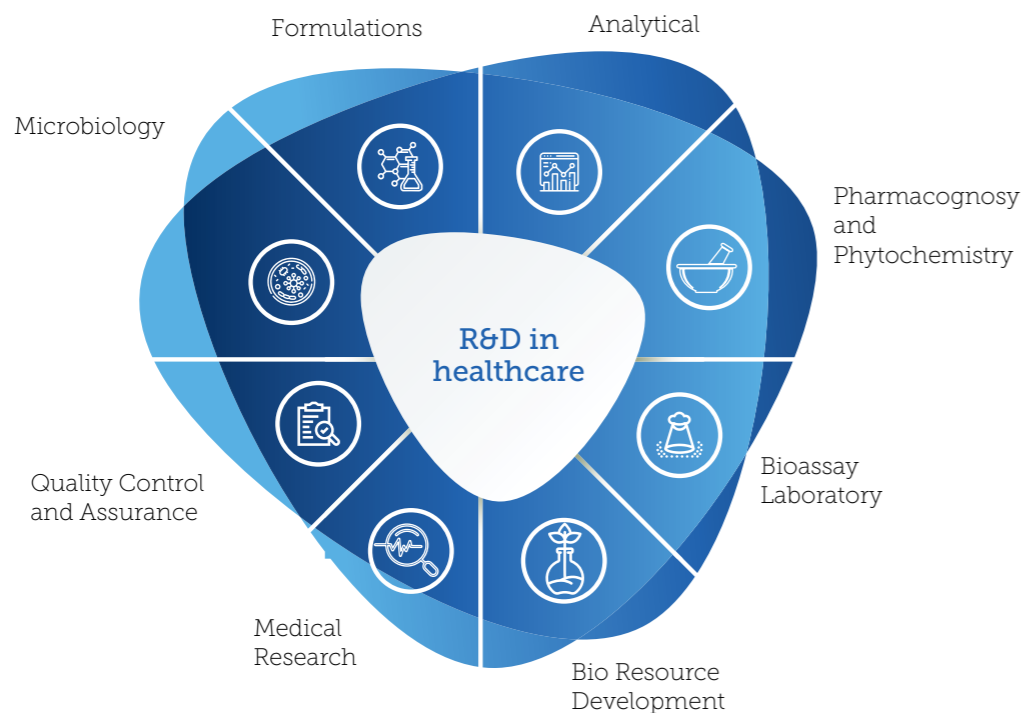 Formulations
Analytical
Microbiology
Pharmacognosy
and
Phytochemistry
R&D in
healthcare
Bioassay
Laboratory
Quality Control
and Assurance
Medical
Research
Bio Resource
Development